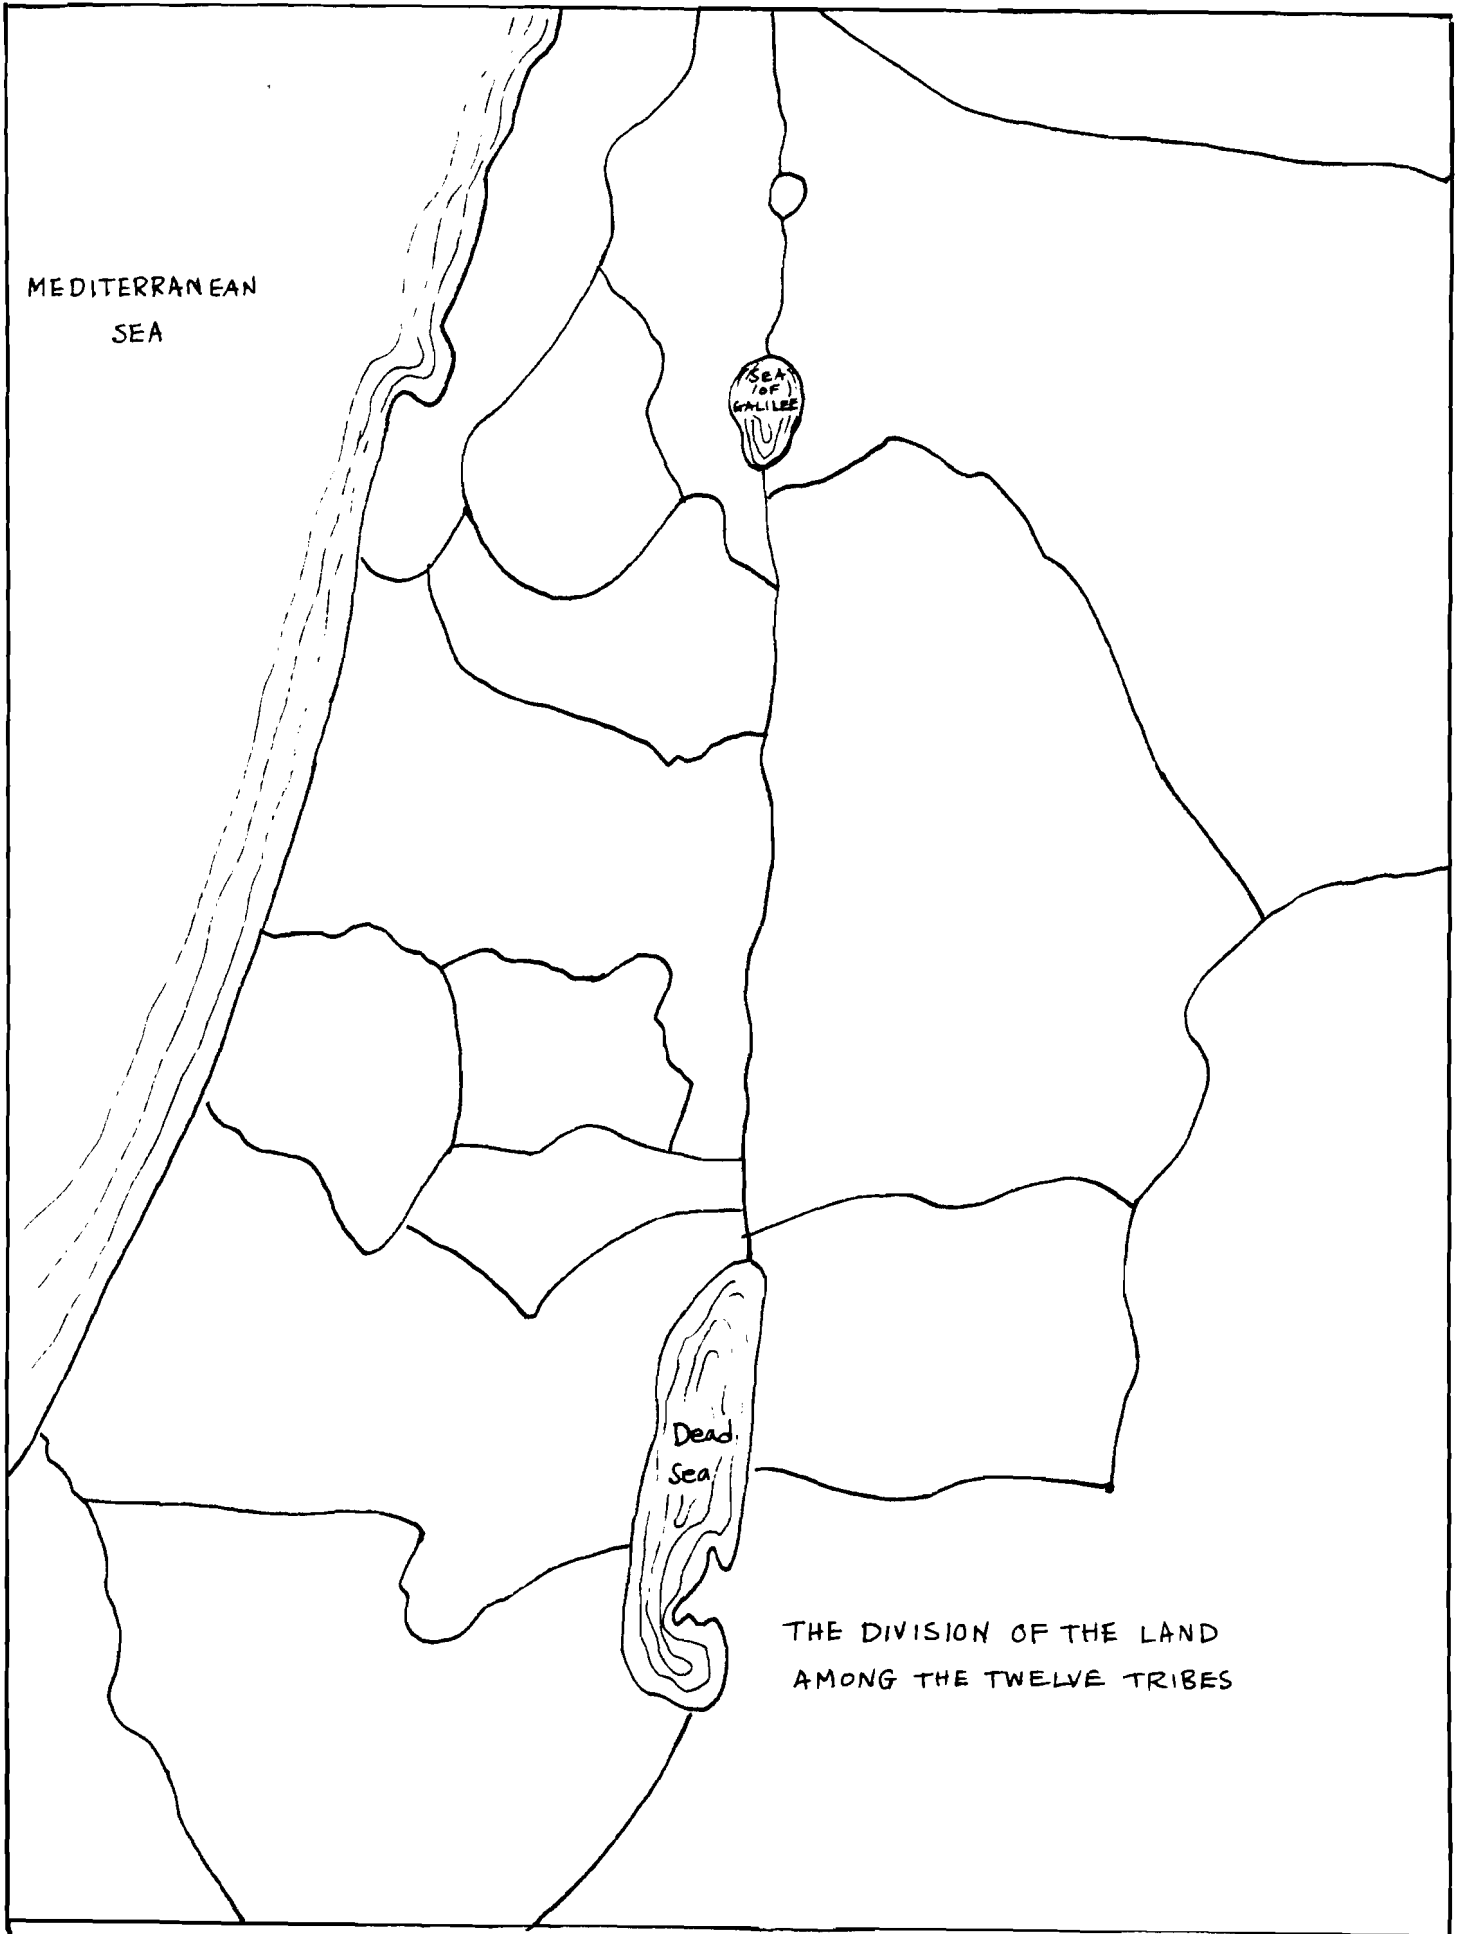 MEDITERRANEAN
SEA
SEA
OF
GALILEE
Dead
Sea
THE DIVISION OF THE LAND
AMONG THE TWELVE TRIBES